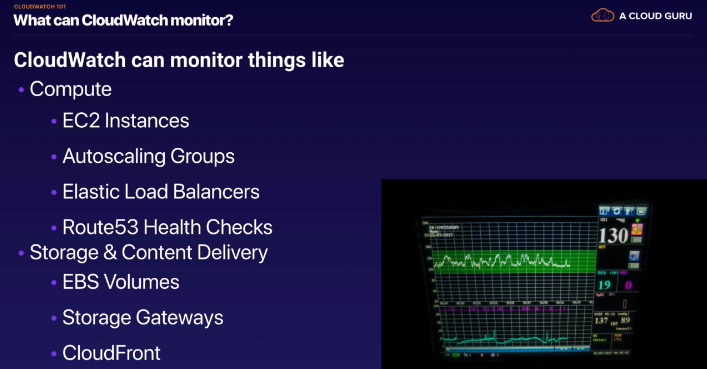 CLOUDWATCH 101
What can CloudWatch monitor?
A CLOUD GURU
CloudWatch can monitor things like
• Compute
• EC2 Instances
• Autoscaling Groups
• Elastic Load Balancers
• Route53 Health Checks
• Storage & Content Delivery
• EBS Volumes
• Storage Gateways
• CloudFront
130
19 0
137 89